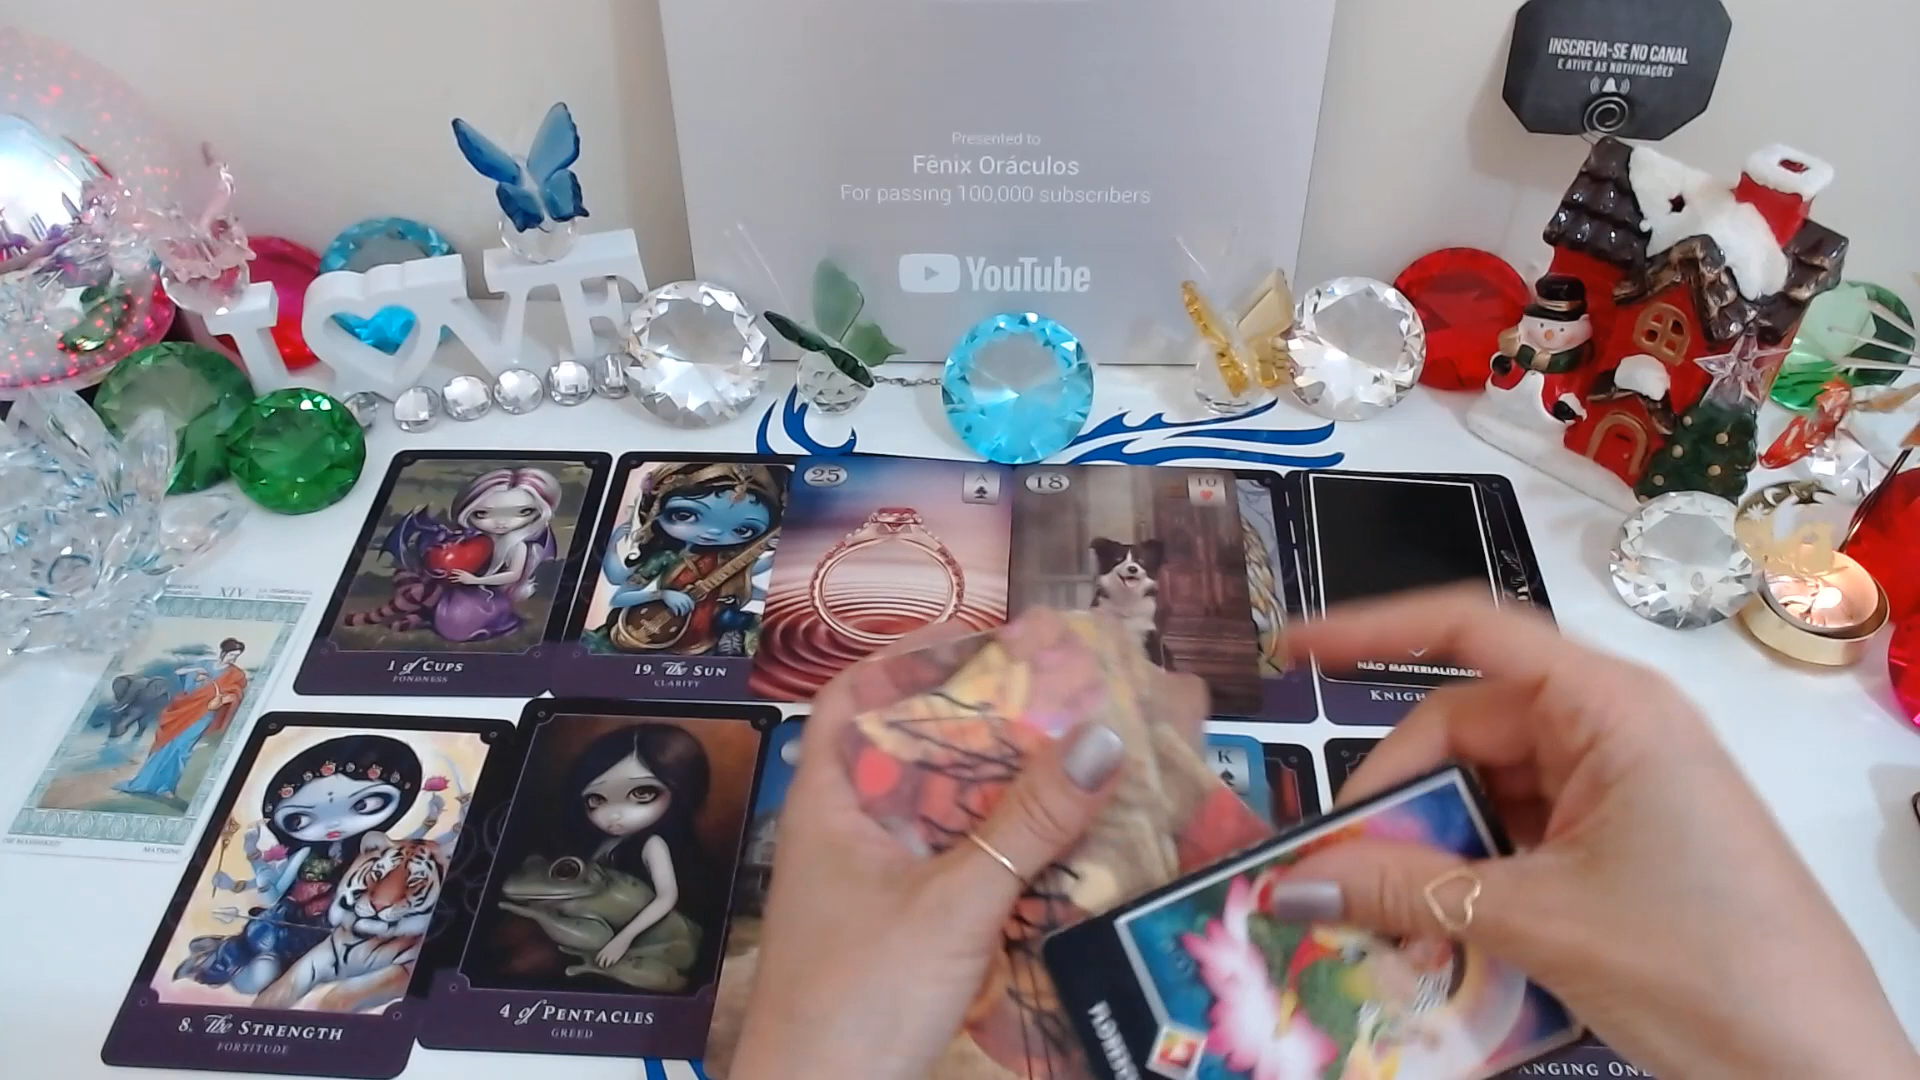 INSCREVA-SE NO CANAL
E ATIVE AS NOTIFICAÇÕES
Presented to
Fênix Oráculos
For passing 100,000 subscribers
YouTube
LOVE
25
A
18
10
1 of CUPS
FONDNESS
19. The SUN
CLARITY
NÃO MATERIALIDADE
XIV
K
8. The STRENGTH
FORTITUDE
4 of PENTACLES
GREED